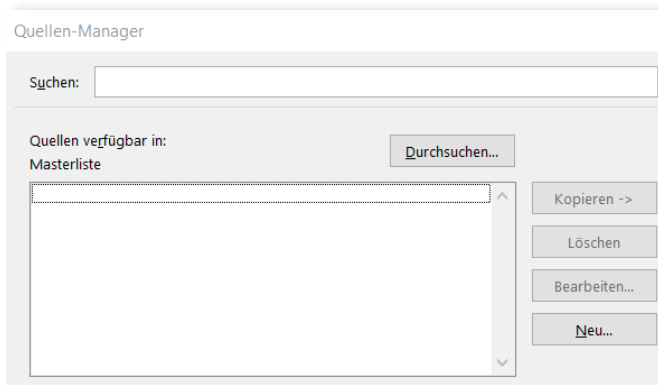 Quellen-Manager
Suchen:
Quellen verfügbar in:
Masterliste
Durchsuchen...
Kopieren ->
Löschen
Bearbeiten...
Neu...